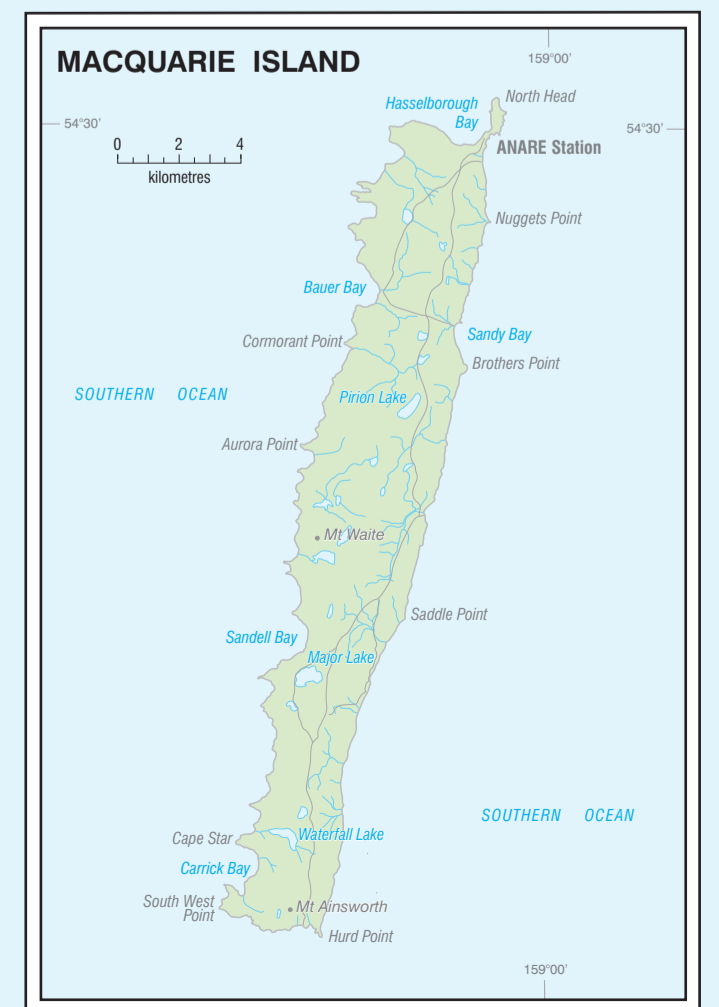 MACQUARIE ISLAND
159°00'
Hasselborough
Bay
North Head
54°30'
54°30'
0 2 4
kilometres
ANARE Station
Nuggets Point
Bauer Bay
Sandy Bay
Cormorant Point
Brothers Point
SOUTHERN OCEAN
Pirion Lake
Aurora Point
Mt Waite
Saddle Point
Sandell Bay
Major Lake
SOUTHERN OCEAN
Waterfall Lake
Cape Star
Carrick Bay
South West
Point
Mt Ainsworth
Hurd Point
159°00'